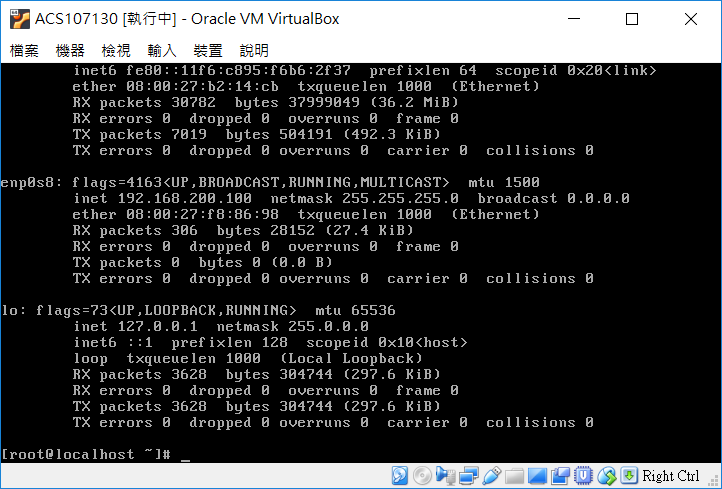 ACS107130 [執行中] - Oracle VM VirtualBox
檔案 機器 檢視 輸入 裝置 說明
inet6 fe80::11f6:c895:f6b6:2f37 prefixlen 64 scopeid 0x20<link>
ether 08:00:27:b2:14:cb txqueuelen 1000 (Ethernet)
RX packets 30782 bytes 37999049 (36.2 MiB)
RX errors 0 dropped 0 overruns 0 frame 0
TX packets 7019 bytes 504191 (492.3 KiB)
TX errors 0 dropped 0 overruns 0 carrier 0 collisions 0
enp0s8: flags=4163<UP,BROADCAST,RUNNING,MULTICAST> mtu 1500
inet 192.168.200.100 netmask 255.255.255.0 broadcast 0.0.0.0
ether 08:00:27:f8:86:98 txqueuelen 1000 (Ethernet)
RX packets 306 bytes 28152 (27.4 KiB)
RX errors 0 dropped 0 overruns 0 frame 0
TX packets 0 bytes 0 (0.0 B)
TX errors 0 dropped 0 overruns 0 carrier 0 collisions 0
lo: flags=73<UP,LOOPBACK,RUNNING> mtu 65536
inet 127.0.0.1 netmask 255.0.0.0
inet6 ::1 prefixlen 128 scopeid 0x10<host>
loop txqueuelen 1000 (Local Loopback)
RX packets 3628 bytes 304744 (297.6 KiB)
RX errors 0 dropped 0 overruns 0 frame 0
TX packets 3628 bytes 304744 (297.6 KiB)
TX errors 0 dropped 0 overruns 0 carrier 0 collisions 0
[root@localhost ~]# _
Right Ctrl